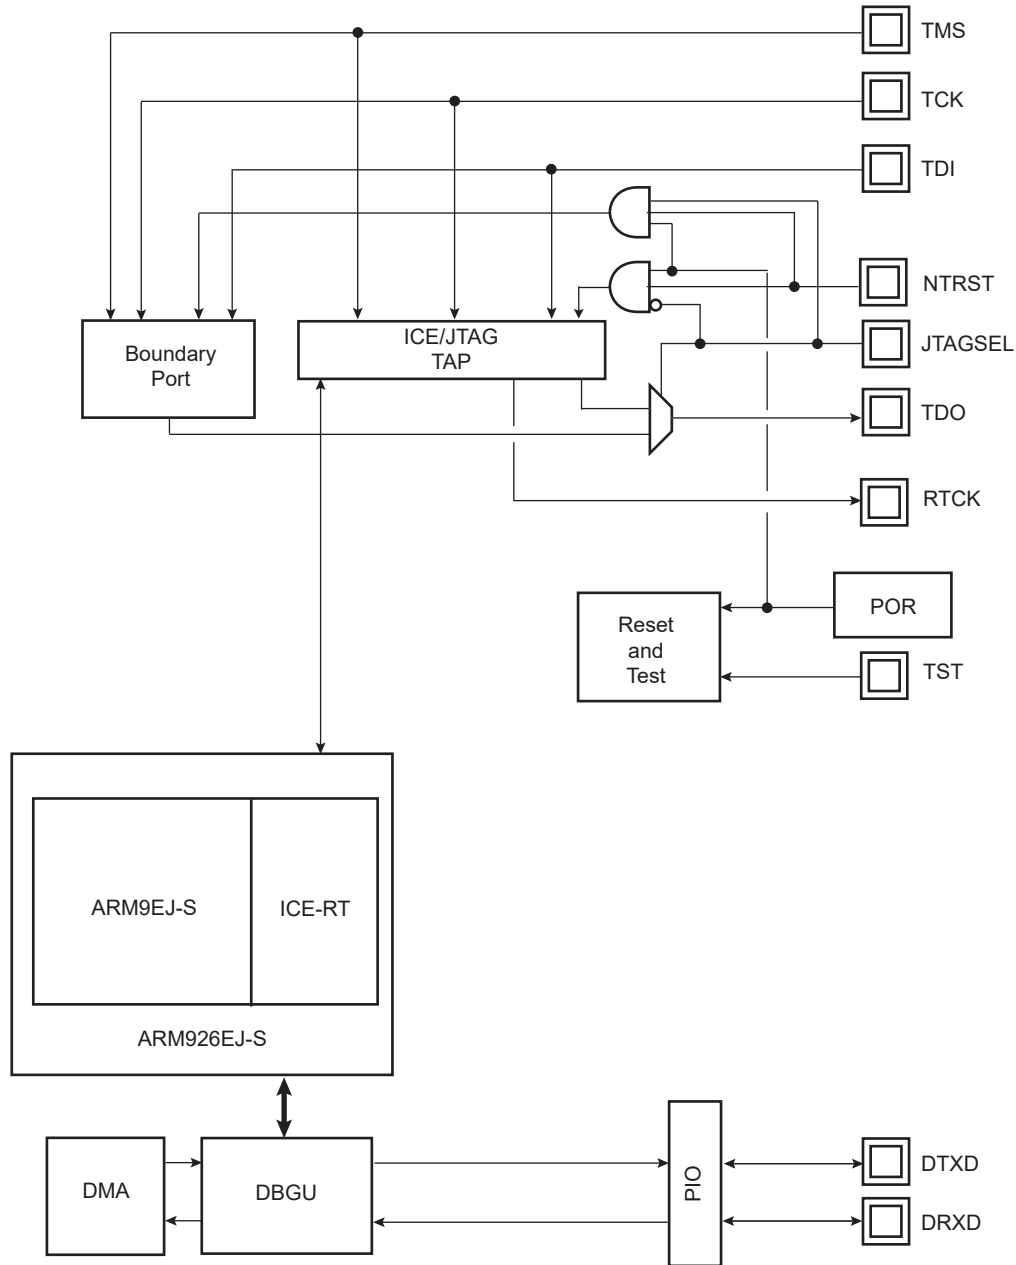 TMS
TCK
TDI
NTRST
JTAGSEL
ICE/JTAG
TAP
Boundary
Port
TDO
RTCK
POR
Reset
and
Test
TST
ARM9EJ-S
ICE-RT
ARM926EJ-S
DMA
DBGU
PIO
DTXD
DRXD